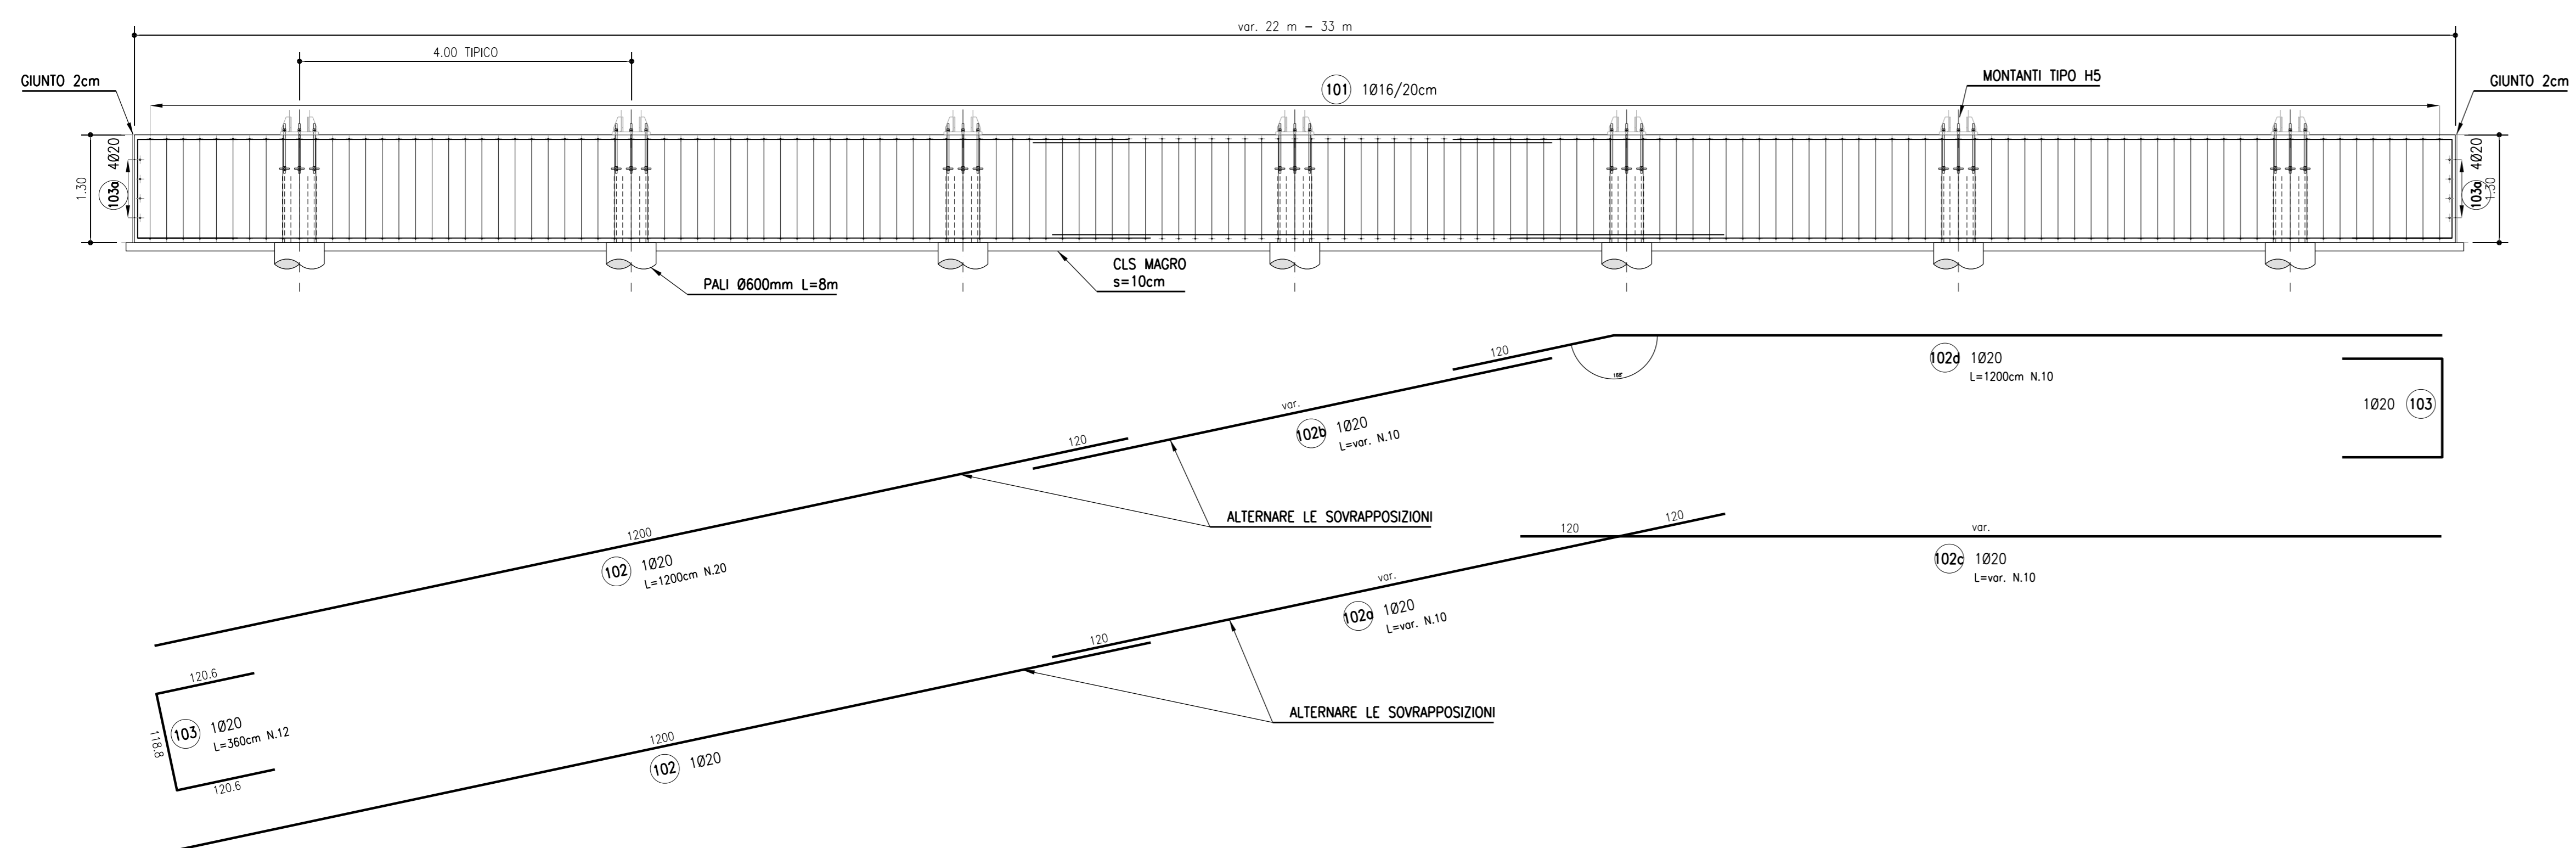 var. 22 m - 33 m
4.00 TIPICO
GIUNTO 2cm
101 1Ø16/20cm
MONTANTI TIPO H5
GIUNTO 2cm
1.30
103a 4Ø20
103a 4Ø20
1.30
PALI Ø600mm L=8m
CLS MAGRO
s=10cm
120
168°
102d 1Ø20
L=1200cm N.10
1Ø20 103
var.
102b 1Ø20
L=var. N.10
120
ALTERNARE LE SOVRAPPOSIZIONI
1200
102 1Ø20
L=1200cm N.20
120
120
var.
102c 1Ø20
L=var. N.10
var.
102a 1Ø20
L=var. N.10
120
ALTERNARE LE SOVRAPPOSIZIONI
120.6
103 1Ø20
L=360cm N.12
118.8
120.6
1200
102 1Ø20